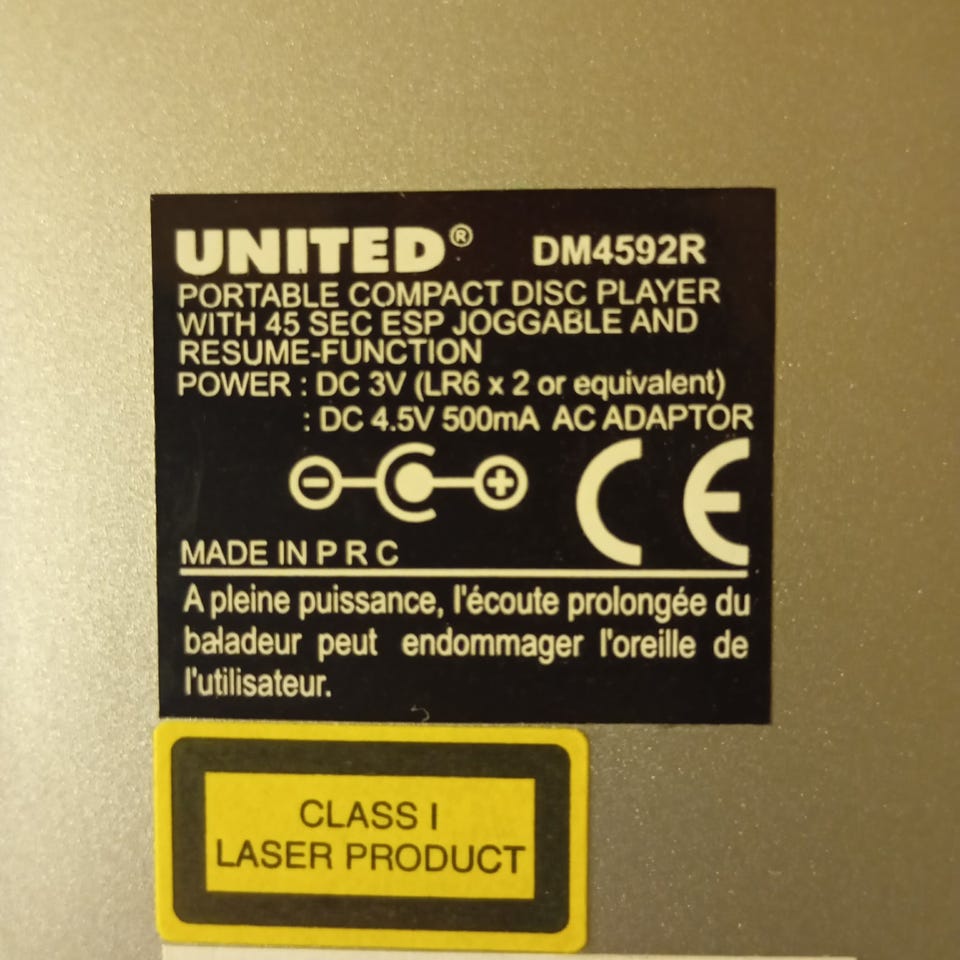 UNITED® DM4592R
PORTABLE COMPACT DISC PLAYER
WITH 45 SEC ESP JOGGABLE AND
RESUME-FUNCTION
POWER : DC 3V (LR6 x 2 or equivalent)
: DC 4.5V 500mA AC ADAPTOR
CE
MADE IN P R C
A pleine puissance, l'écoute prolongée du
baladeur peut endommager l'oreille de
l'utilisateur.
CLASS I
LASER PRODUCT